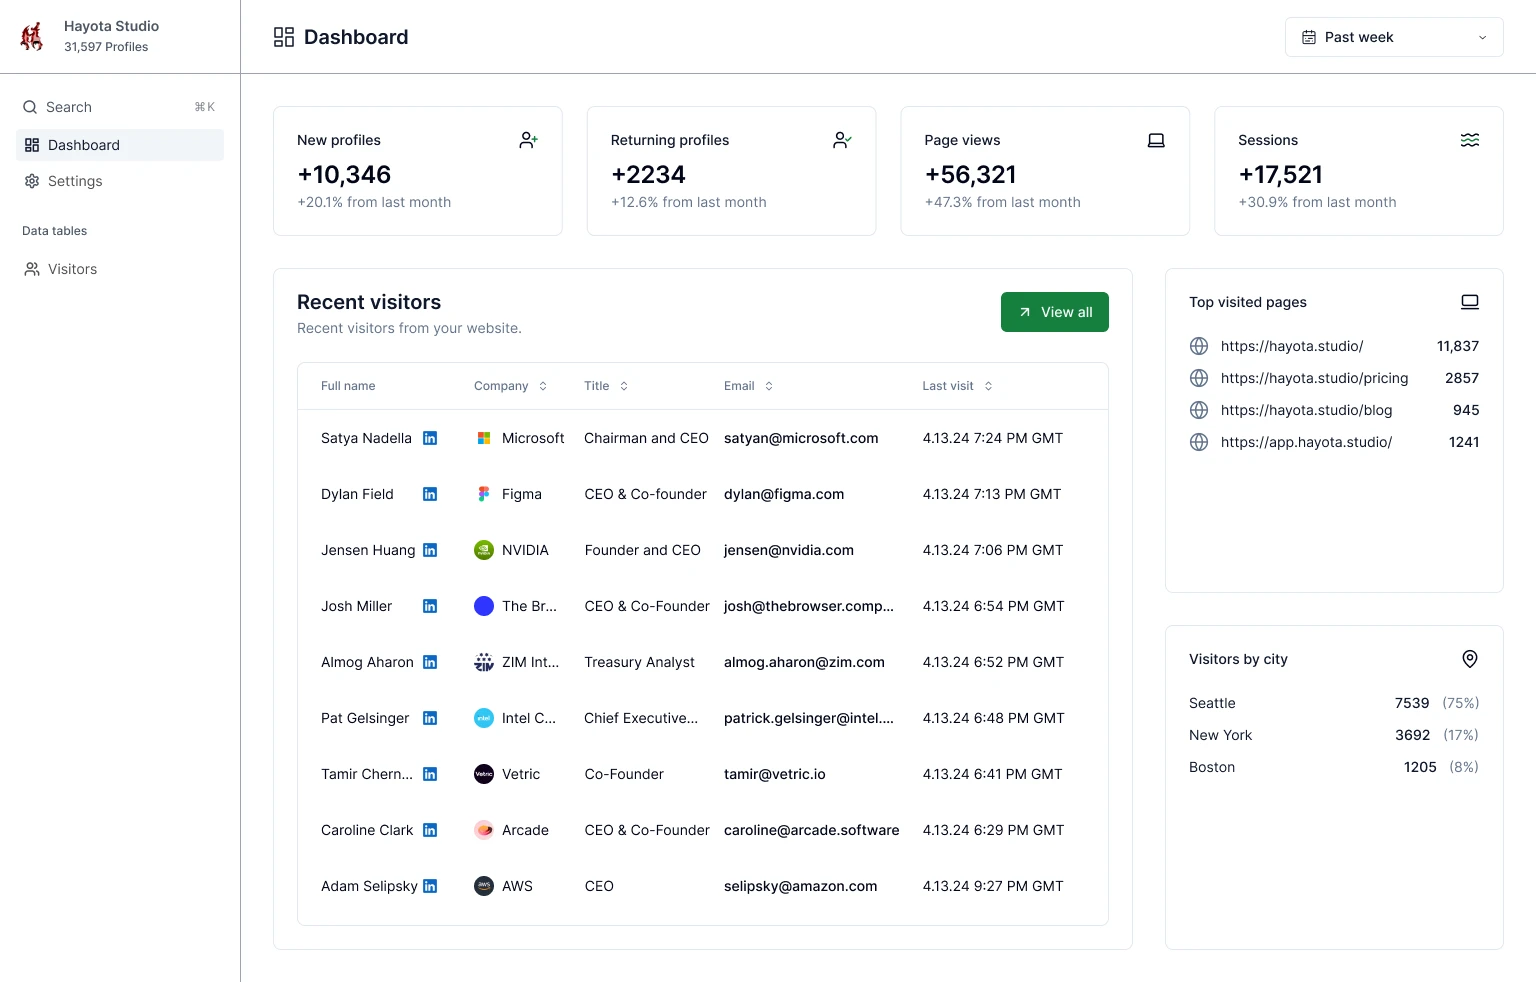 Hayota Studio
31,597 Profiles
Search ⌘K
Dashboard
Settings
Data tables
Visitors
Dashboard
Past week
New profiles
+10,346
+20.1% from last month
Returning profiles
+2234
+12.6% from last month
Page views
+56,321
+47.3% from last month
Sessions
+17,521
+30.9% from last month
Recent visitors
Recent visitors from your website.
View all
Full name Company Title Email Last visit
Satya Nadella Microsoft Chairman and CEO satyan@microsoft.com 4.13.24 7:24 PM GMT
Dylan Field Figma CEO & Co-founder dylan@figma.com 4.13.24 7:13 PM GMT
Jensen Huang NVIDIA Founder and CEO jensen@nvidia.com 4.13.24 7:06 PM GMT
Josh Miller The Br... CEO & Co-Founder josh@thebrowser.comp... 4.13.24 6:54 PM GMT
Almog Aharon ZIM ZIM Int... Treasury Analyst almog.aharon@zim.com 4.13.24 6:52 PM GMT
Pat Gelsinger intel Intel C... Chief Executive... patrick.gelsinger@intel.... 4.13.24 6:48 PM GMT
Tamir Chern... Vetric Vetric Co-Founder tamir@vetric.io 4.13.24 6:41 PM GMT
Caroline Clark Arcade CEO & Co-Founder caroline@arcade.software 4.13.24 6:29 PM GMT
Adam Selipsky aws AWS CEO selipsky@amazon.com 4.13.24 9:27 PM GMT
Top visited pages
https://hayota.studio/ 11,837
https://hayota.studio/pricing 2857
https://hayota.studio/blog 945
https://app.hayota.studio/ 1241
Visitors by city
Seattle 7539 (75%)
New York 3692 (17%)
Boston 1205 (8%)